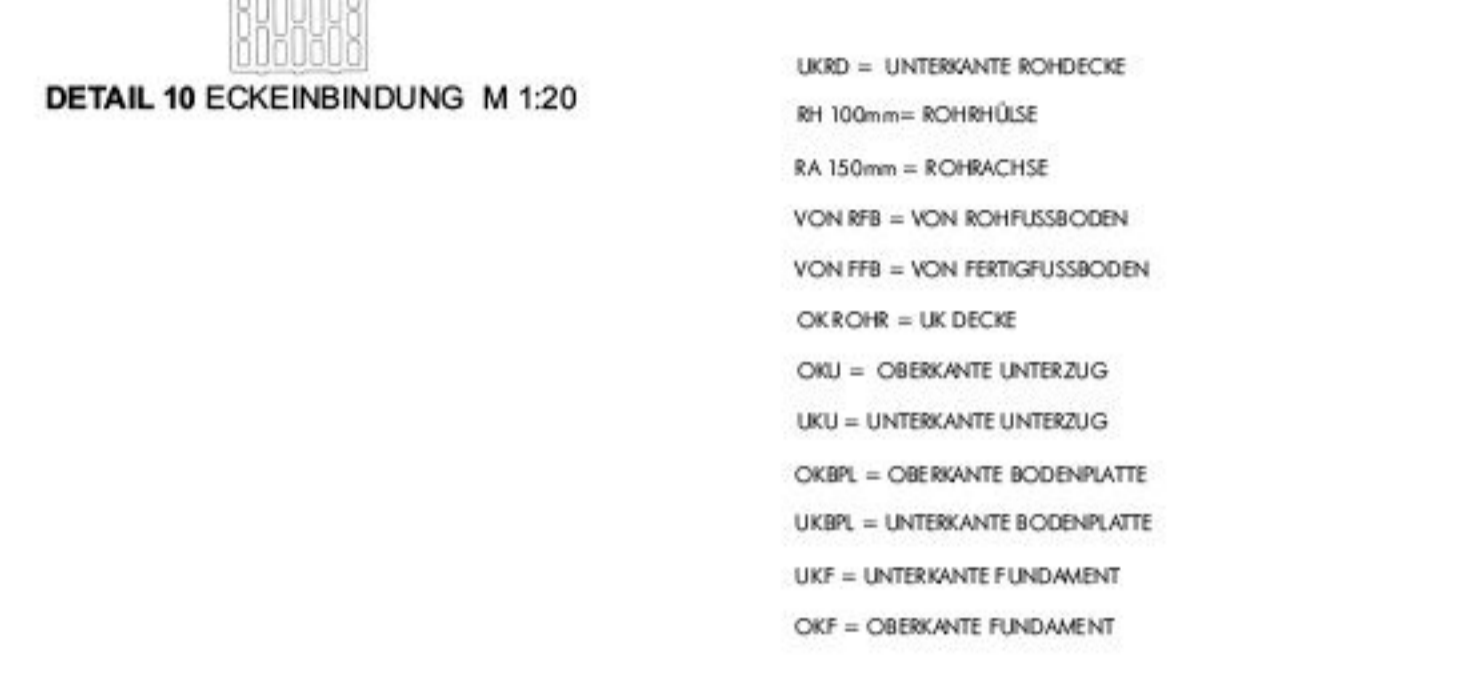 DETAIL 10 ECKEINBINDUNG M 1:20
UKRD = UNTERKANTE ROHDECKE
RH 100mm= ROHRHÜLSE
RA 150mm = ROHRACHSE
VON RFB = VON ROHFUSSBODEN
VON FFB = VON FERTIGFUSSBODEN
OK ROHR = UK DECKE
OKU = OBERKANTE UNTERZUG
UKU = UNTERKANTE UNTERZUG
OKBPL = OBERKANTE BODENPLATTE
UKBPL = UNTERKANTE BODENPLATTE
UKF = UNTERKANTE FUNDAMENT
OKF = OBERKANTE FUNDAMENT